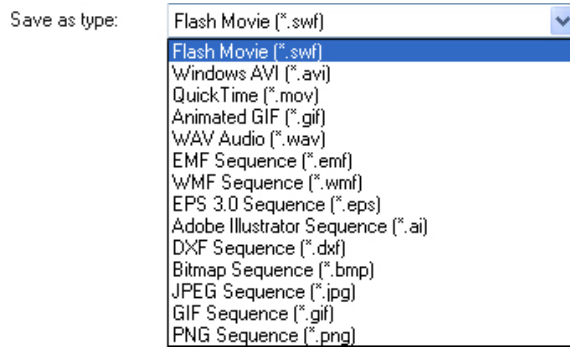 Save as type: Flash Movie (*.swf)
Flash Movie (*.swf)
Windows AVI (*.avi)
QuickTime (*.mov)
Animated GIF (*.gif)
WAV Audio (*.wav)
EMF Sequence (*.emf)
WMF Sequence (*.wmf)
EPS 3.0 Sequence (*.eps)
Adobe Illustrator Sequence (*.ai)
DXF Sequence (*.dxf)
Bitmap Sequence (*.bmp)
JPEG Sequence (*.jpg)
GIF Sequence (*.gif)
PNG Sequence (*.png)